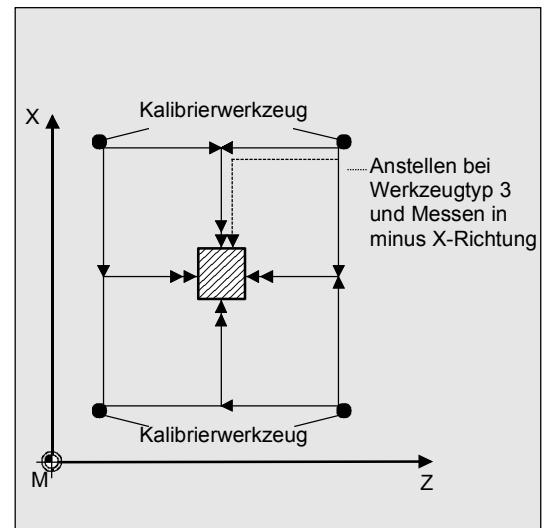 Kalibrierwerkzeug
X
Anstellen bei
Werkzeugtyp 3
und Messen in
minus X-Richtung
Kalibrierwerkzeug
M
Z